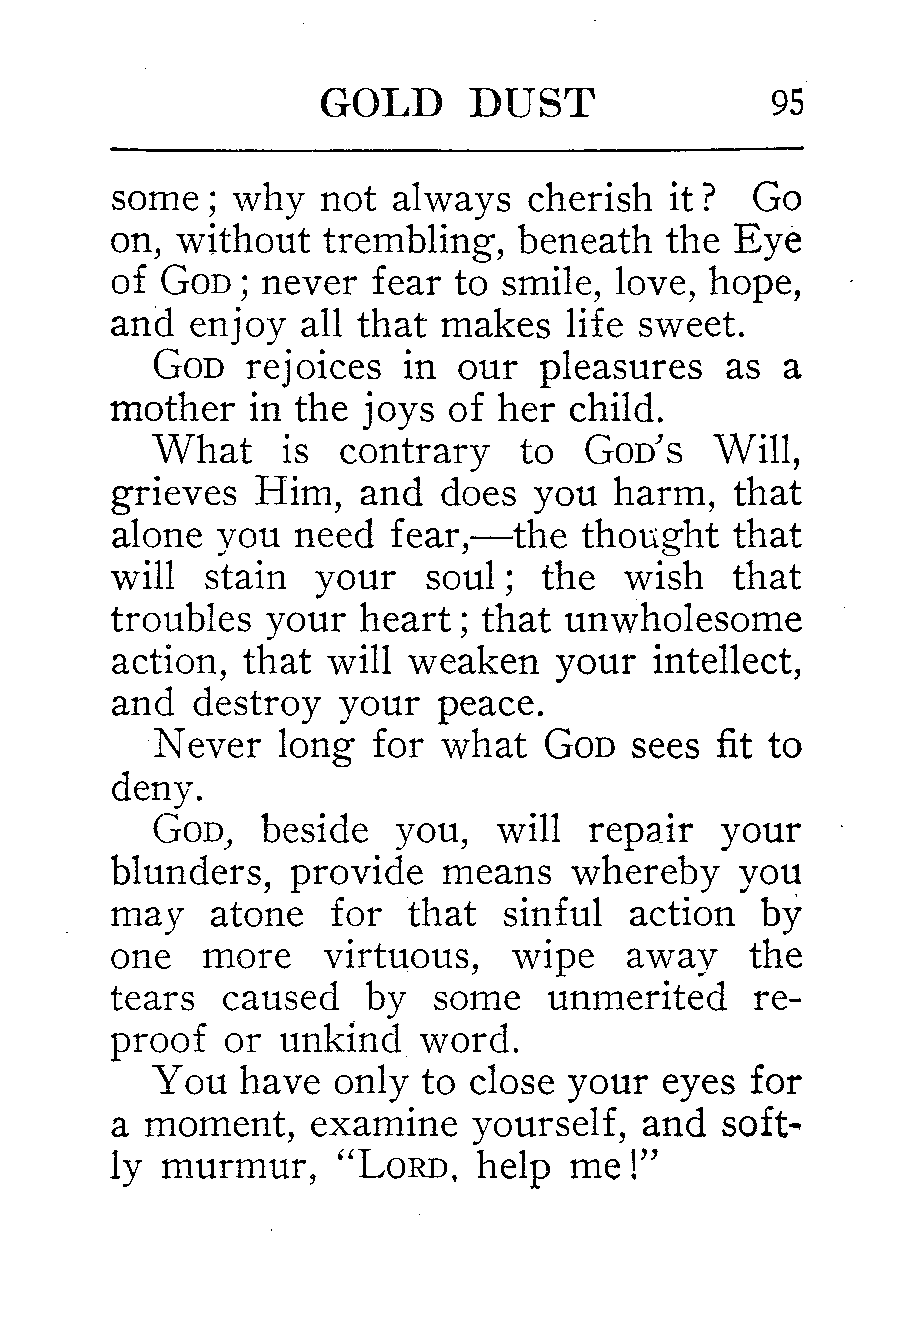 GOLD DUST 95
some; why not always cherish it? Go
on, without trembling, beneath the Eye
of GOD; never fear to smile, love, hope,
and enjoy all that makes life sweet.
GOD rejoices in our pleasures as a
mother in the joys of her child.
What is contrary to GOD'S Will,
grieves Him, and does you harm, that
alone you need fear,—the thought that
will stain your soul; the wish that
troubles your heart; that unwholesome
action, that will weaken your intellect,
and destroy your peace.
Never long for what GOD sees fit to
deny.
GOD, beside you, will repair your
blunders, provide means whereby you
may atone for that sinful action by
one more virtuous, wipe away the
tears caused by some unmerited re-
proof or unkind word.
You have only to close your eyes for
a moment, examine yourself, and soft-
ly murmur, "LORD, help me!"